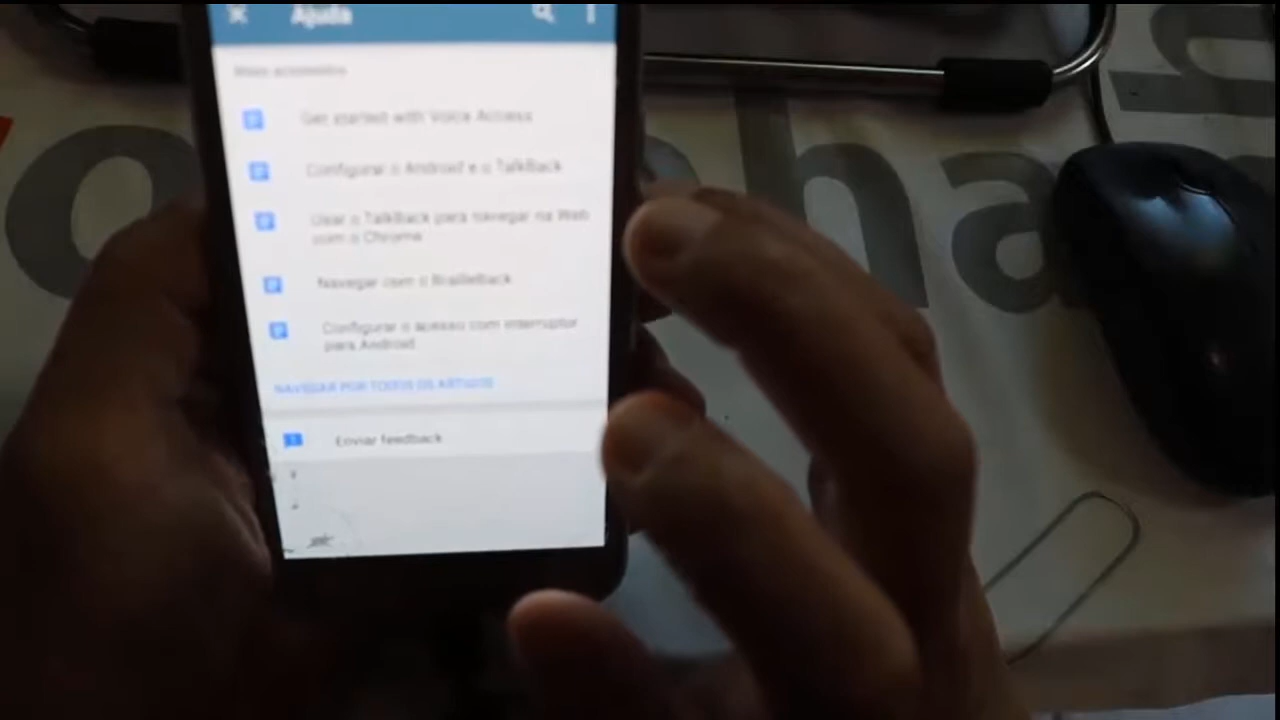 Ajuda
Mais acessados
Get started with Voice Access
Configurar o Android e o TalkBack
Usar o TalkBack para navegar na Web
com o Chrome
Navegar com o BrailleBack
Configurar o acesso com interruptor
para Android
NAVEGAR POR TODOS OS ARTIGOS
Enviar feedback